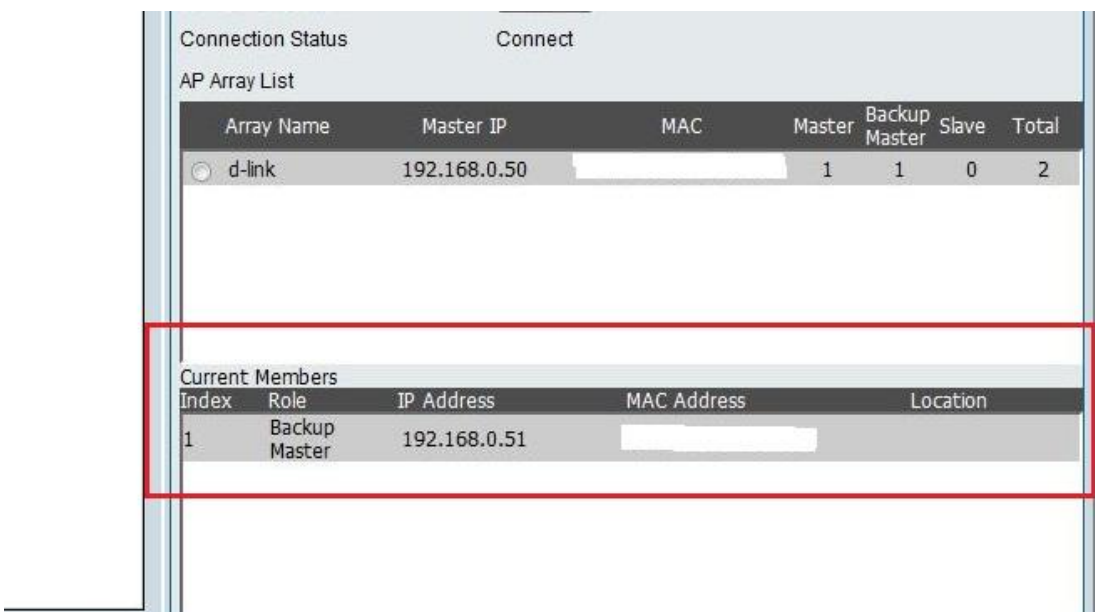 Connection Status Connect
AP Array List
Array Name Master IP MAC Master Backup Master Slave Total
d-link 192.168.0.50 1 1 0 2
Current Members
Index Role IP Address MAC Address Location
1 Backup Master 192.168.0.51